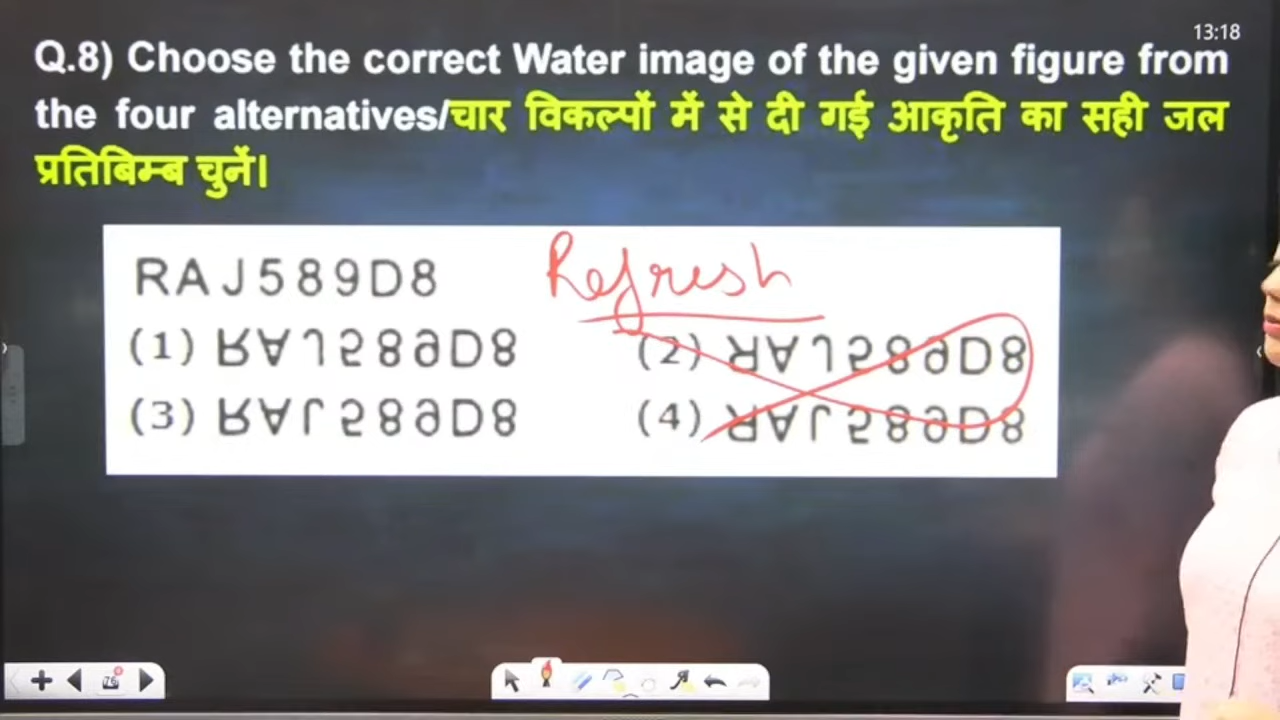 13:18
Q.8) Choose the correct Water image of the given figure from
the four alternatives/चार विकल्पों में से दी गई आकृति का सही जल
प्रतिबिम्ब चुनें।
RAJ589D8 Refresh
(1) (2)
(3) (4)
76